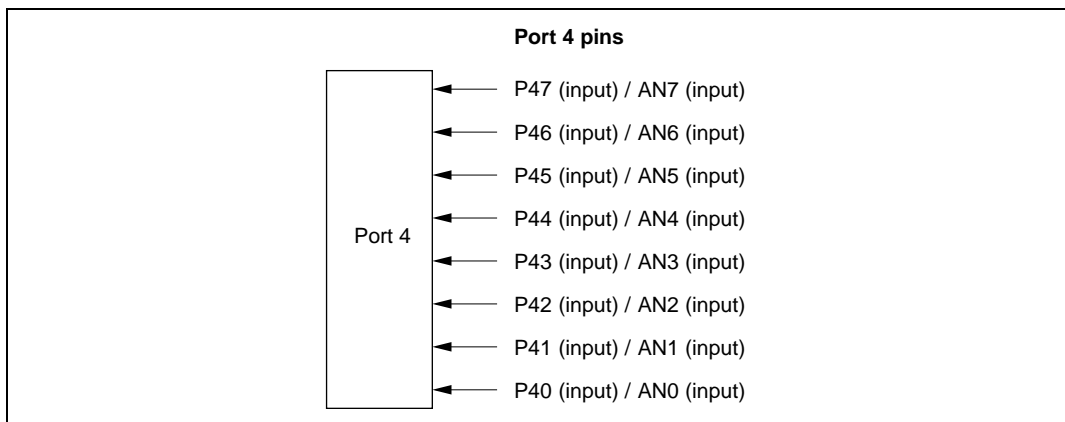 Port 4 pins
P47 (input) / AN7 (input)
P46 (input) / AN6 (input)
P45 (input) / AN5 (input)
P44 (input) / AN4 (input)
Port 4
P43 (input) / AN3 (input)
P42 (input) / AN2 (input)
P41 (input) / AN1 (input)
P40 (input) / AN0 (input)